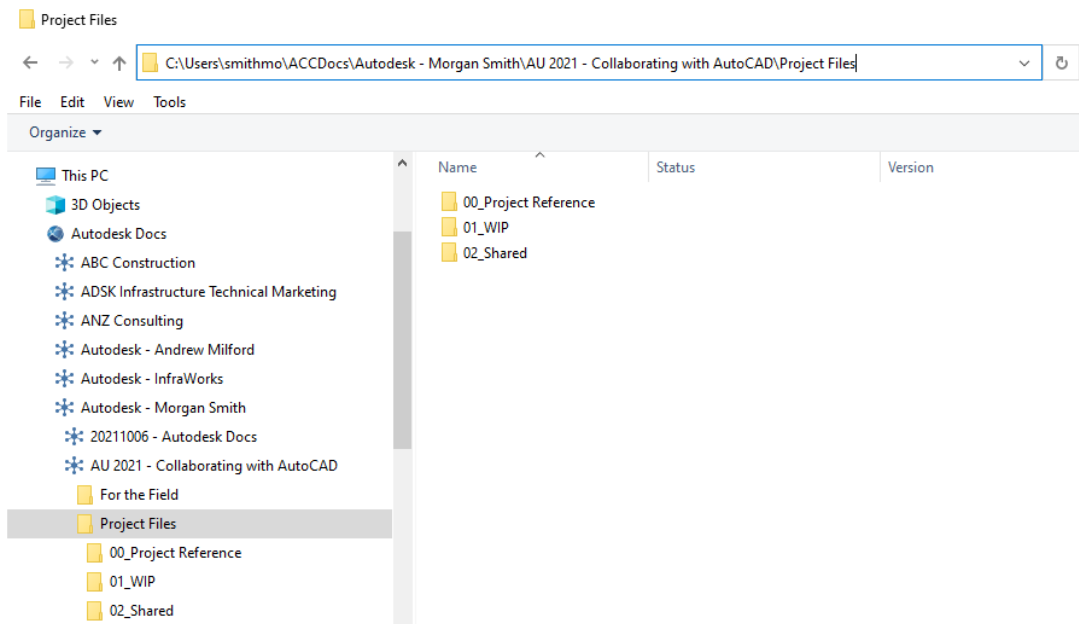 Project Files
C:\Users\smithmo\ACCDocs\Autodesk - Morgan Smith\AU 2021 - Collaborating with AutoCAD\Project Files
File Edit View Tools
Organize
This PC
3D Objects
Autodesk Docs
ABC Construction
ADSK Infrastructure Technical Marketing
ANZ Consulting
Autodesk - Andrew Milford
Autodesk - InfraWorks
Autodesk - Morgan Smith
20211006 - Autodesk Docs
AU 2021 - Collaborating with AutoCAD
For the Field
Project Files
00_Project Reference
01_WIP
02_Shared
Name Status Version
00_Project Reference
01_WIP
02_Shared